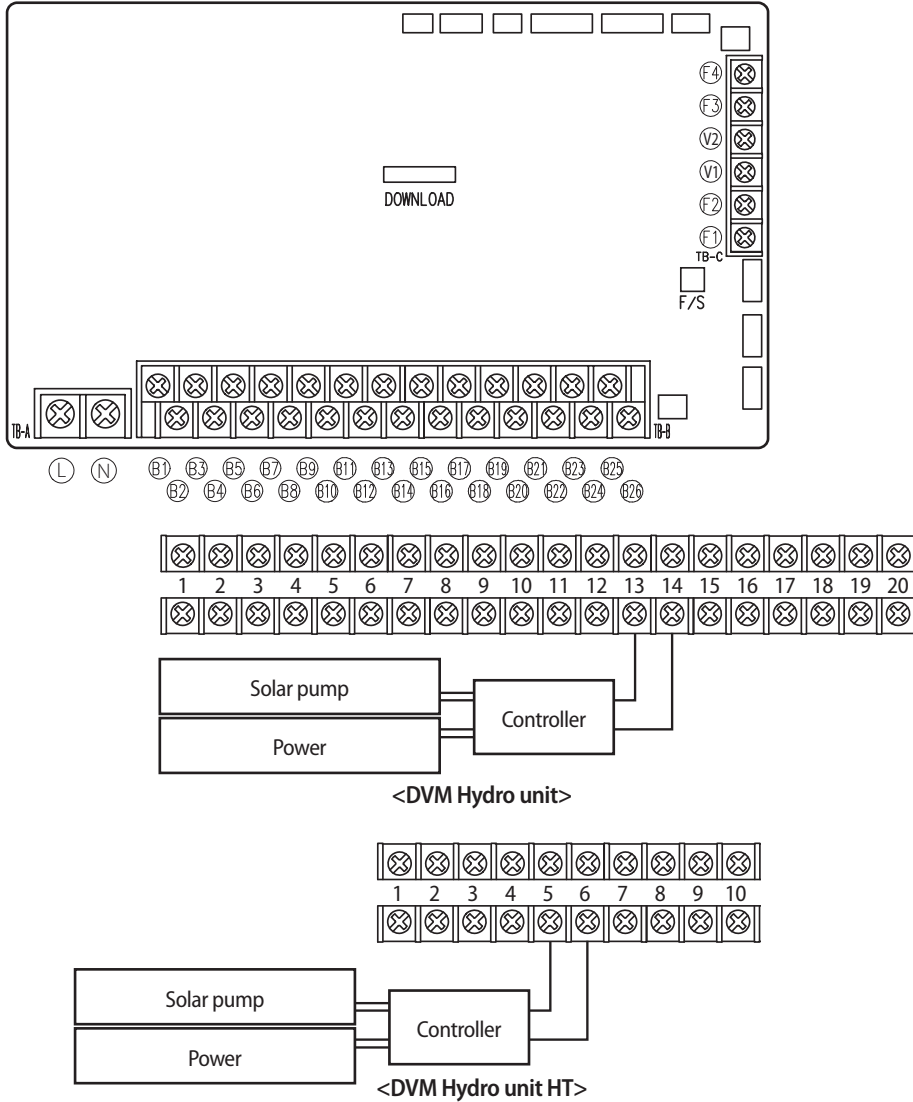 F4
F3
V2
V1
F2
F1
TB-C
DOWNLOAD
F/S
TB-A
TB-B
L N B1 B3 B5 B7 B9 B11 B13 B15 B17 B19 B21 B23 B25
B2 B4 B6 B8 B10 B12 B14 B16 B18 B20 B22 B24 B26
1 2 3 4 5 6 7 8 9 10 11 12 13 14 15 16 17 18 19 20
Solar pump
Controller
Power
<DVM Hydro unit>
1 2 3 4 5 6 7 8 9 10
Solar pump
Controller
Power
<DVM Hydro unit HT>